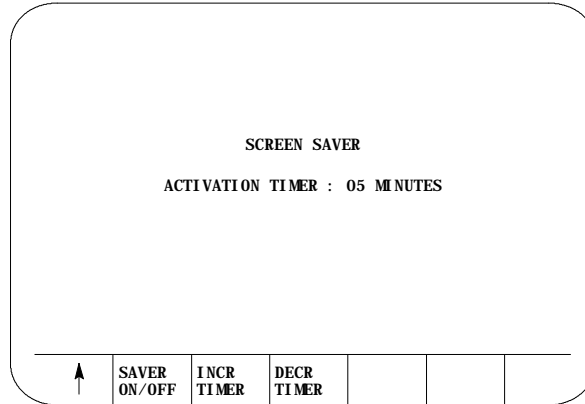 SCREEN SAVER
ACTIVATION TIMER : 05 MINUTES
SAVER ON/OFF
INCR TIMER
DECR TIMER